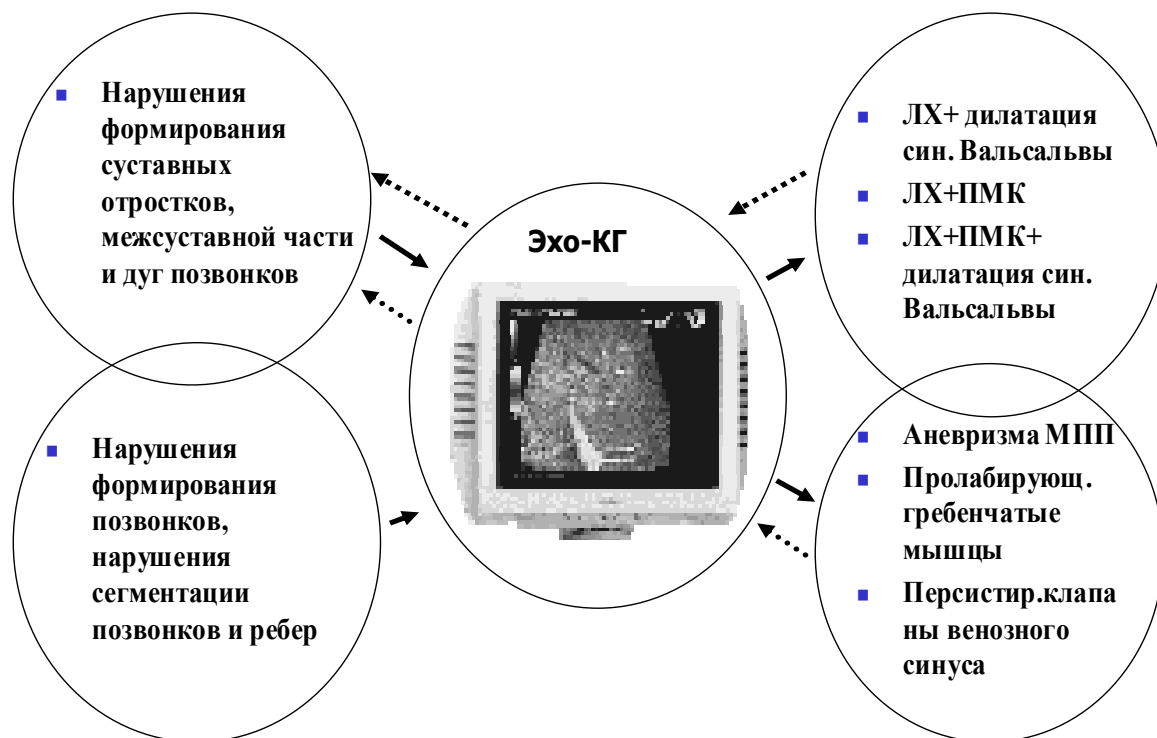 Нарушения
формирования
суставных
отростков,
межсуставной части
и дуг позвонков
Нарушения
формирования
позвонков,
нарушения
сегментации
позвонков и ребер
Эхо-КГ
ЛХ+ дилатация
син. Вальсальвы
ЛХ+ПМК
ЛХ+ПМК+
дилатация син.
Вальсальвы
Аневризма МПП
Пролабирующ.
гребенчатые
мышцы
Персистир.клапа
ны венозного
синуса